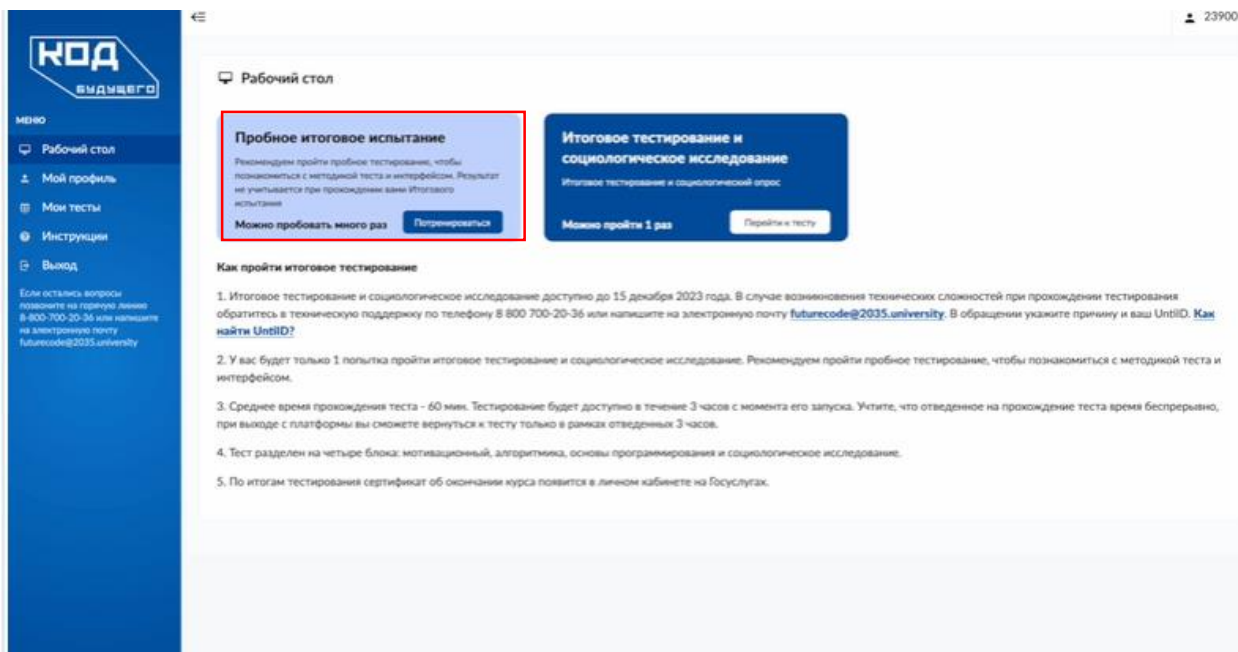 23900
КОД
БУДУЩЕГО
МЕНЮ
Рабочий стол
Мой профиль
Мои тесты
Инструкции
Выход
Если остались вопросы
позвоните на горячую линию
8-800-700-20-36 или напишите
на электронную почту
futurecode@2035.university
Рабочий стол
Пробное итоговое испытание
Рекомендуем пройти пробное тестирование, чтобы
познакомиться с методикой теста и интерфейсом. Результат
не учитывается при прохождении вами Итогового
испытания
Можно пробовать много раз
Потренироваться
Итоговое тестирование и
социологическое исследование
Итоговое тестирование и социологический опрос
Можно пройти 1 раз
Перейти к тесту
Как пройти итоговое тестирование
1. Итоговое тестирование и социологическое исследование доступно до 15 декабря 2023 года. В случае возникновения технических сложностей при прохождении тестирования
обратитесь в техническую поддержку по телефону 8 800 700-20-36 или напишите на электронную почту futurecode@2035.university. В обращении укажите причину и ваш UntiID. Как
найти UntiID?
2. У вас будет только 1 попытка пройти итоговое тестирование и социологическое исследование. Рекомендуем пройти пробное тестирование, чтобы познакомиться с методикой теста и
интерфейсом.
3. Среднее время прохождения теста - 60 мин. Тестирование будет доступно в течение 3 часов с момента его запуска. Учтите, что отведенное на прохождение теста время беспрерывно,
при выходе с платформы вы сможете вернуться к тесту только в рамках отведенных 3 часов.
4. Тест разделен на четыре блока: мотивационный, алгоритмика, основы программирования и социологическое исследование.
5. По итогам тестирования сертификат об окончании курса появится в личном кабинете на Госуслугах.